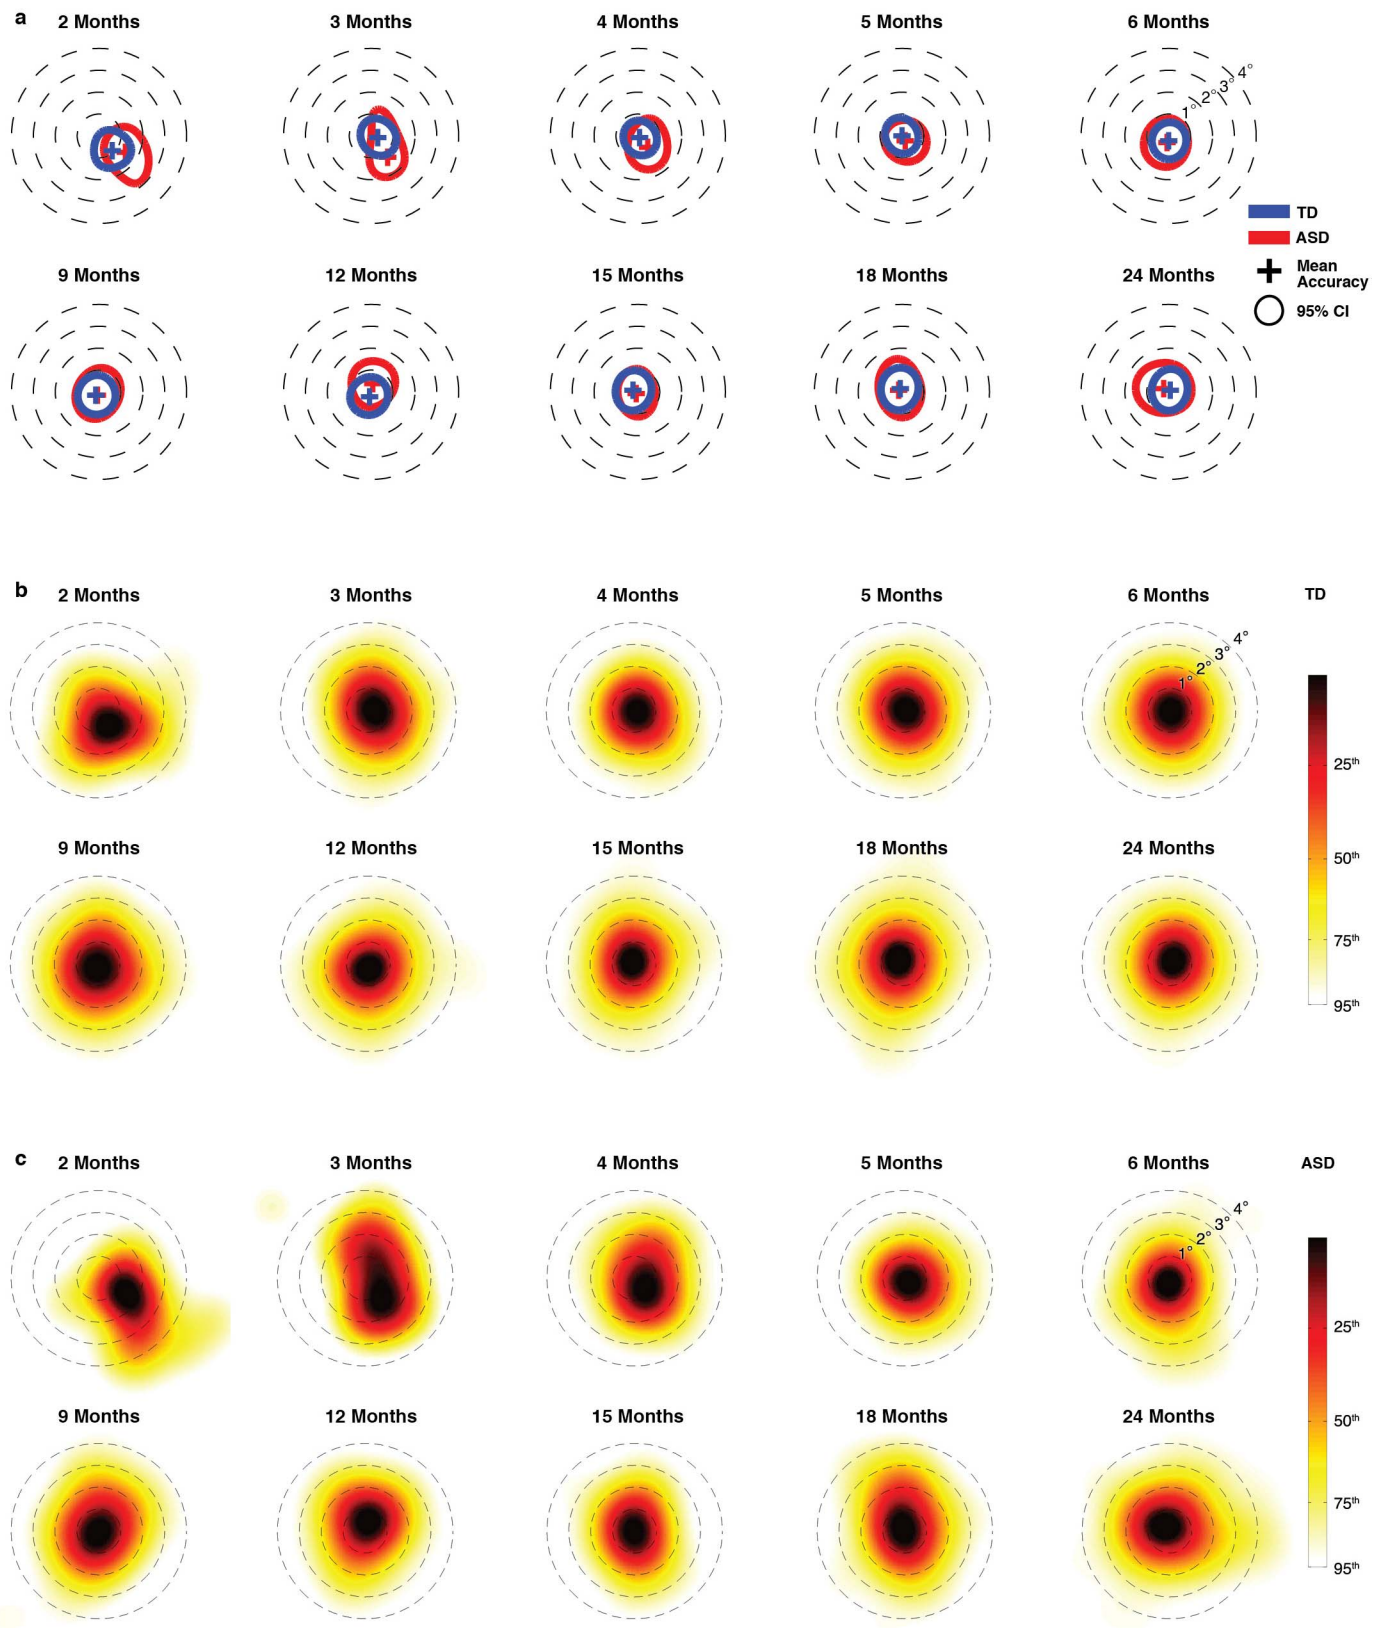 a
2 Months
3 Months
4 Months
5 Months
6 Months
1° 2° 3° 4°
TD
ASD
Mean
Accuracy
95% CI
9 Months
12 Months
15 Months
18 Months
24 Months
b
2 Months
3 Months
4 Months
5 Months
6 Months
TD
1° 2° 3° 4°
25th
50th
75th
95th
9 Months
12 Months
15 Months
18 Months
24 Months
c
2 Months
3 Months
4 Months
5 Months
6 Months
ASD
1° 2° 3° 4°
25th
50th
75th
95th
9 Months
12 Months
15 Months
18 Months
24 Months